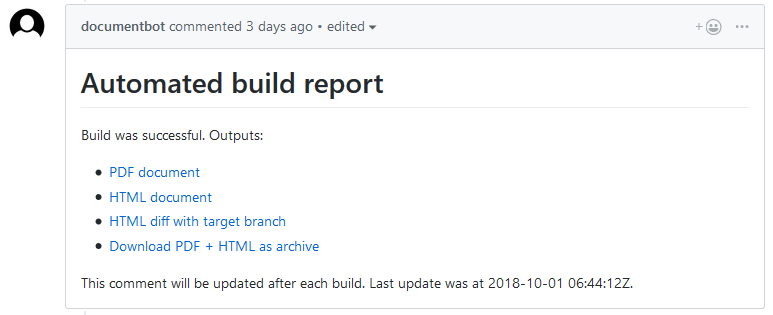 documentbot commented 3 days ago • edited
Automated build report
Build was successful. Outputs:
• PDF document
• HTML document
• HTML diff with target branch
• Download PDF + HTML as archive
This comment will be updated after each build. Last update was at 2018-10-01 06:44:12Z.